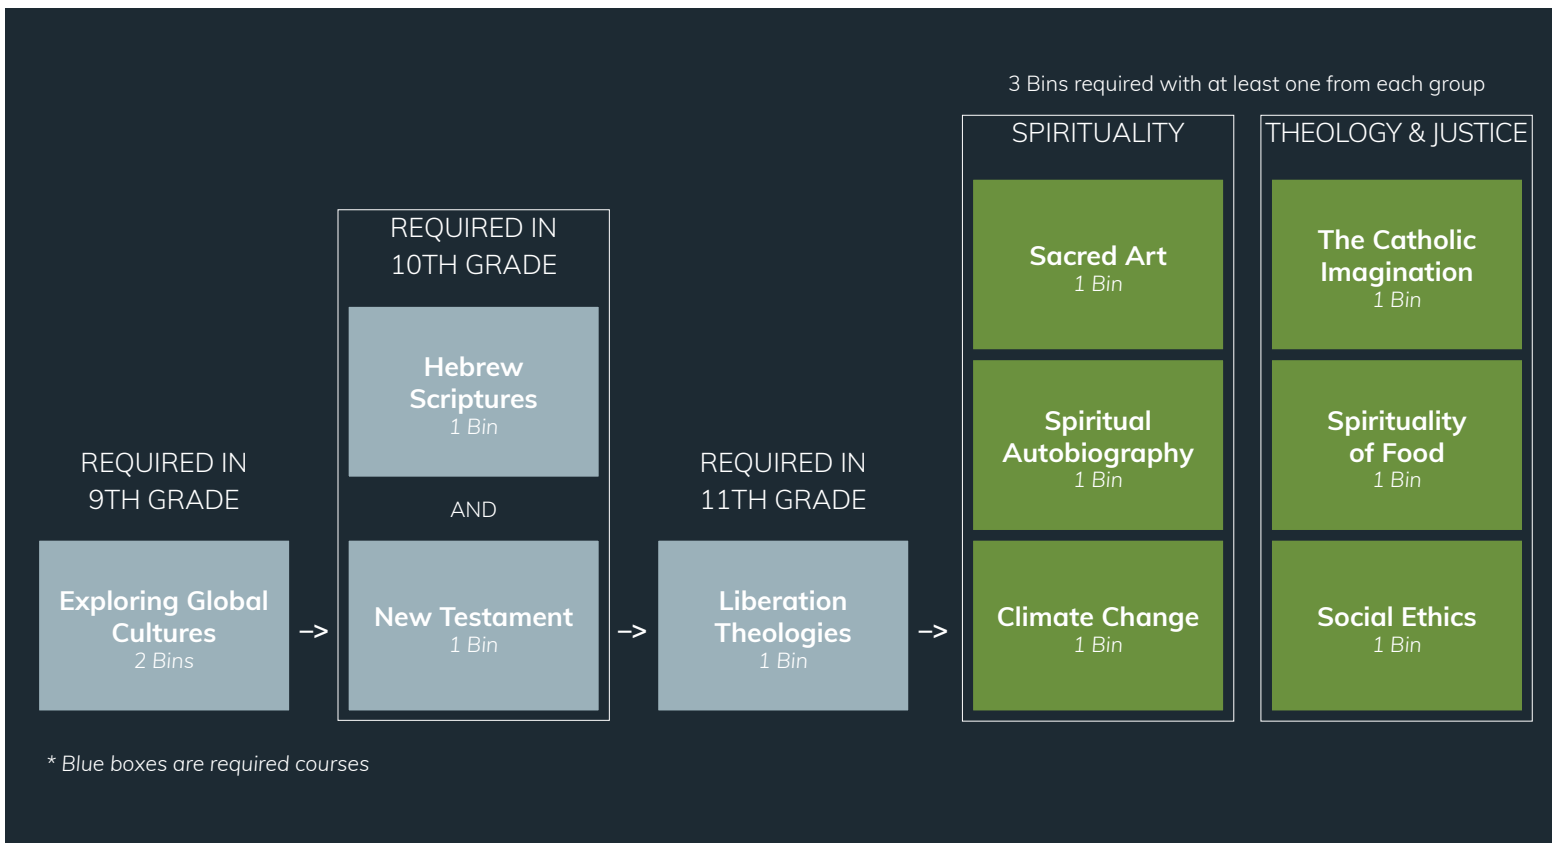 3 Bins required with at least one from each group
REQUIRED IN
9TH GRADE
Exploring Global
Cultures
2 Bins
–>
REQUIRED IN
10TH GRADE
Hebrew
Scriptures
1 Bin
AND
New Testament
1 Bin
–>
REQUIRED IN
11TH GRADE
Liberation
Theologies
1 Bin
–>
SPIRITUALITY
Sacred Art
1 Bin
Spiritual
Autobiography
1 Bin
Climate Change
1 Bin
THEOLOGY & JUSTICE
The Catholic
Imagination
1 Bin
Spirituality
of Food
1 Bin
Social Ethics
1 Bin
* Blue boxes are required courses